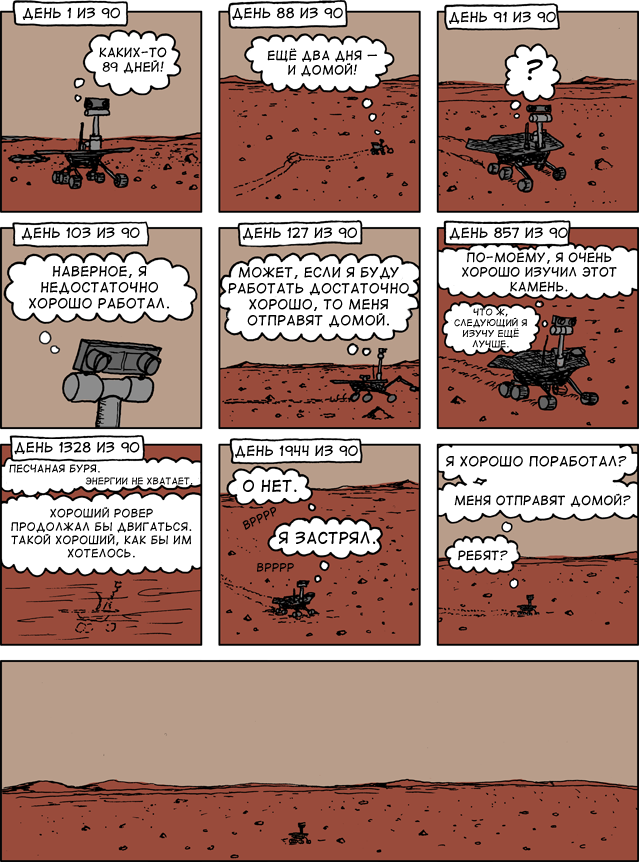 ДЕНЬ 1 ИЗ 90
КАКИХ-ТО
89 ДНЕЙ!
ДЕНЬ 88 ИЗ 90
ЕЩЁ ДВА ДНЯ –
И ДОМОЙ!
ДЕНЬ 91 ИЗ 90
?
ДЕНЬ 103 ИЗ 90
НАВЕРНОЕ, Я
НЕДОСТАТОЧНО
ХОРОШО РАБОТАЛ.
ДЕНЬ 127 ИЗ 90
МОЖЕТ, ЕСЛИ Я БУДУ
РАБОТАТЬ ДОСТАТОЧНО
ХОРОШО, ТО МЕНЯ
ОТПРАВЯТ ДОМОЙ.
ДЕНЬ 857 ИЗ 90
ПО-МОЕМУ, Я ОЧЕНЬ
ХОРОШО ИЗУЧИЛ ЭТОТ
КАМЕНЬ.
ЧТО Ж,
СЛЕДУЮЩИЙ Я
ИЗУЧУ ЕЩЁ
ЛУЧШЕ.
ДЕНЬ 1328 ИЗ 90
ПЕСЧАНАЯ БУРЯ.
ЭНЕРГИИ НЕ ХВАТАЕТ.
ХОРОШИЙ РОВЕР
ПРОДОЛЖАЛ БЫ ДВИГАТЬСЯ.
ТАКОЙ ХОРОШИЙ, КАК БЫ ИМ
ХОТЕЛОСЬ.
ДЕНЬ 1944 ИЗ 90
О НЕТ.
ВРРРР
Я ЗАСТРЯЛ.
ВРРРР
Я ХОРОШО ПОРАБОТАЛ?
МЕНЯ ОТПРАВЯТ ДОМОЙ?
РЕБЯТ?